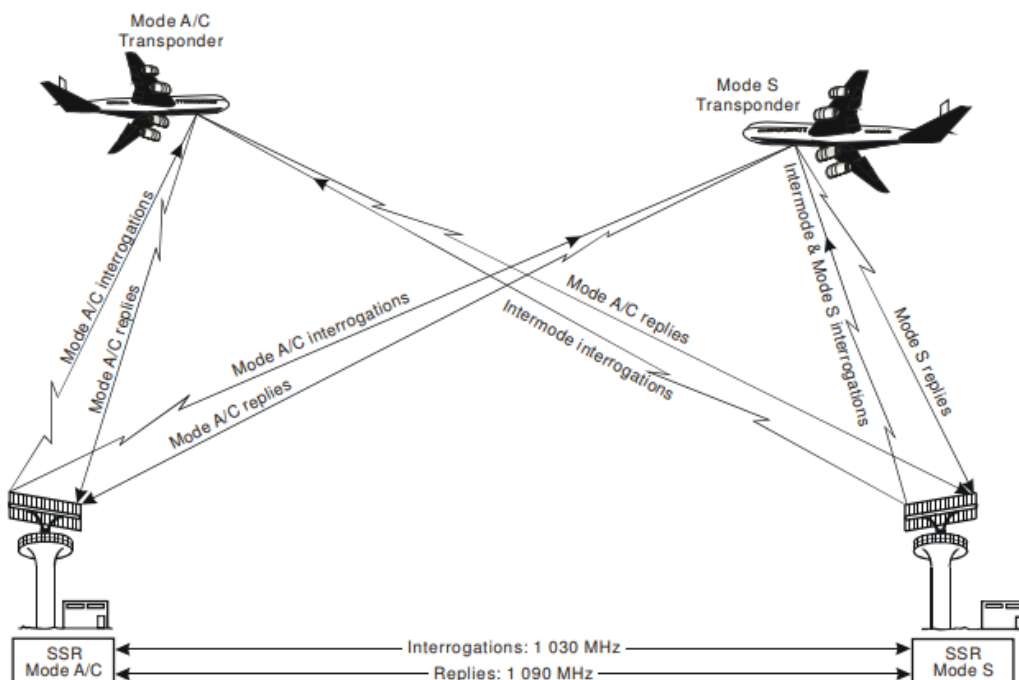 Mode A/C
Transponder
Mode S
Transponder
Mode A/C interrogations
Mode A/C replies
Mode A/C interrogations
Mode A/C replies
Mode A/C replies
Intermode interrogations
Intermode & Mode S interrogations
Mode S replies
SSR
Mode A/C
Interrogations: 1 030 MHz
Replies: 1 090 MHz
SSR
Mode S